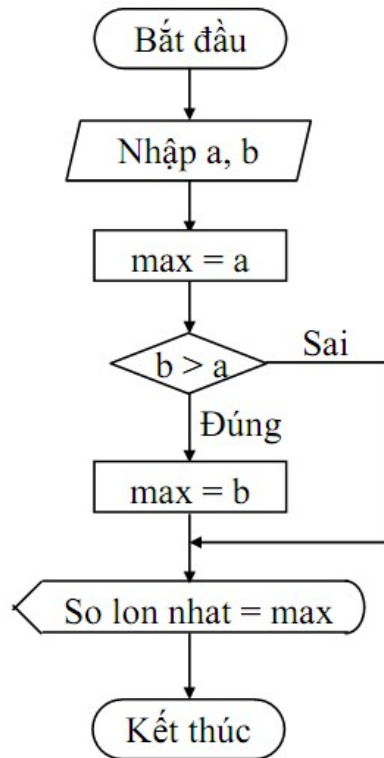 Bắt đầu
Nhập a, b
max = a
b > a
Sai
Đúng
max = b
So lon nhat = max
Kết thúc